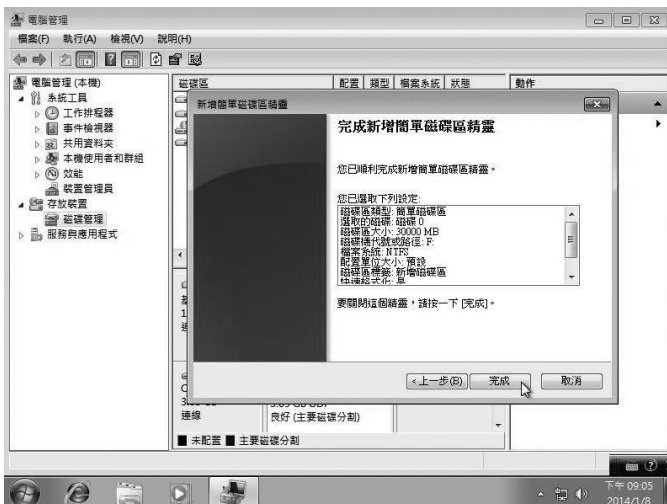 電腦管理
檔案(F) 執行(A) 檢視(V) 說明(H)
電腦管理 (本機)
系統工具
工作排程器
事件檢視器
共用資料夾
本機使用者和群組
效能
裝置管理員
存放裝置
磁碟管理
服務與應用程式
磁碟區 配置 類型 檔案系統 狀態
動作
新增簡單磁碟區精靈
完成新增簡單磁碟區精靈
您已順利完成新增簡單磁碟區精靈。
您已選取下列設定:
磁碟區類型: 簡單磁碟區
選取的磁碟: 磁碟 0
磁碟區大小: 30000 MB
磁碟機代號或路徑: F:
檔案系統: NTFS
配置單位大小: 預設
磁碟區標籤: 新增磁碟區
快速格式化: 是
要關閉這個精靈，請按一下 [完成]。
<上一步(B) 完成 取消
連線
良好 (主要磁碟分割)
未配置 主要磁碟分割
下午 09:05
2014/1/8